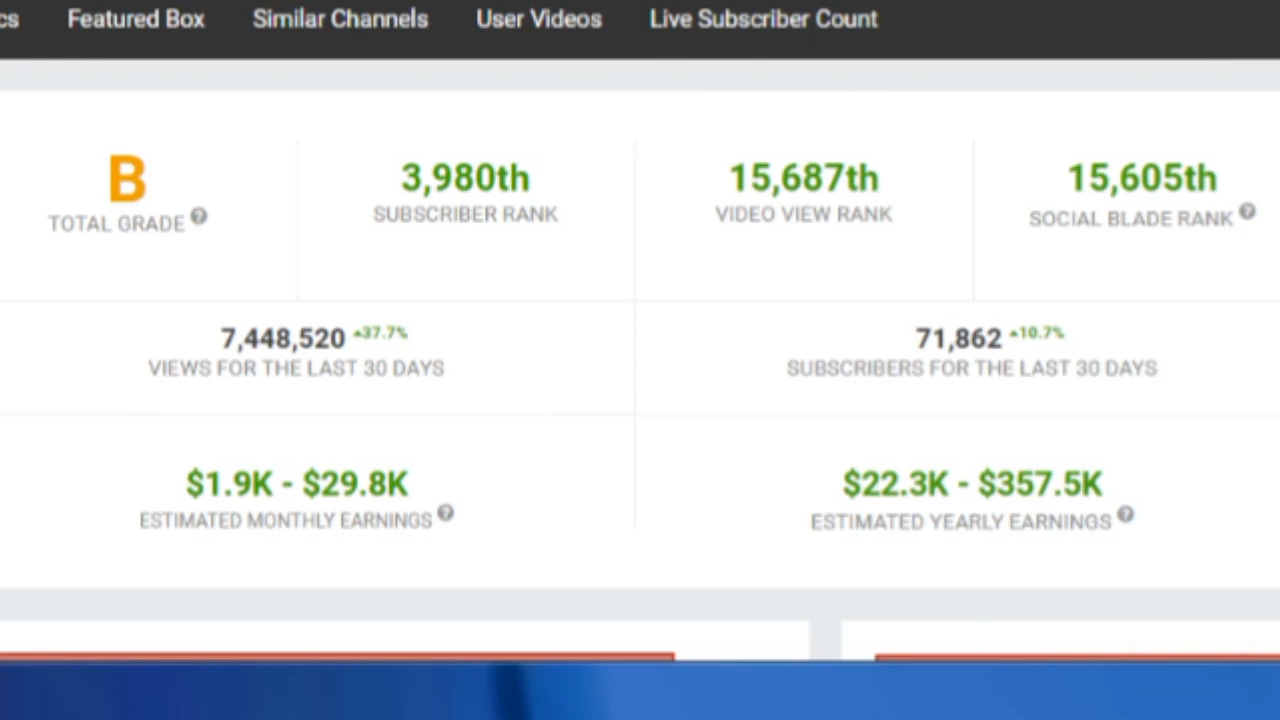 cs Featured Box Similar Channels User Videos Live Subscriber Count
B 3,980th 15,687th 15,605th
TOTAL GRADE SUBSCRIBER RANK VIDEO VIEW RANK SOCIAL BLADE RANK
7,448,520 37.7% 71,862 10.7%
VIEWS FOR THE LAST 30 DAYS SUBSCRIBERS FOR THE LAST 30 DAYS
$1.9K - $29.8K $22.3K - $357.5K
ESTIMATED MONTHLY EARNINGS ESTIMATED YEARLY EARNINGS